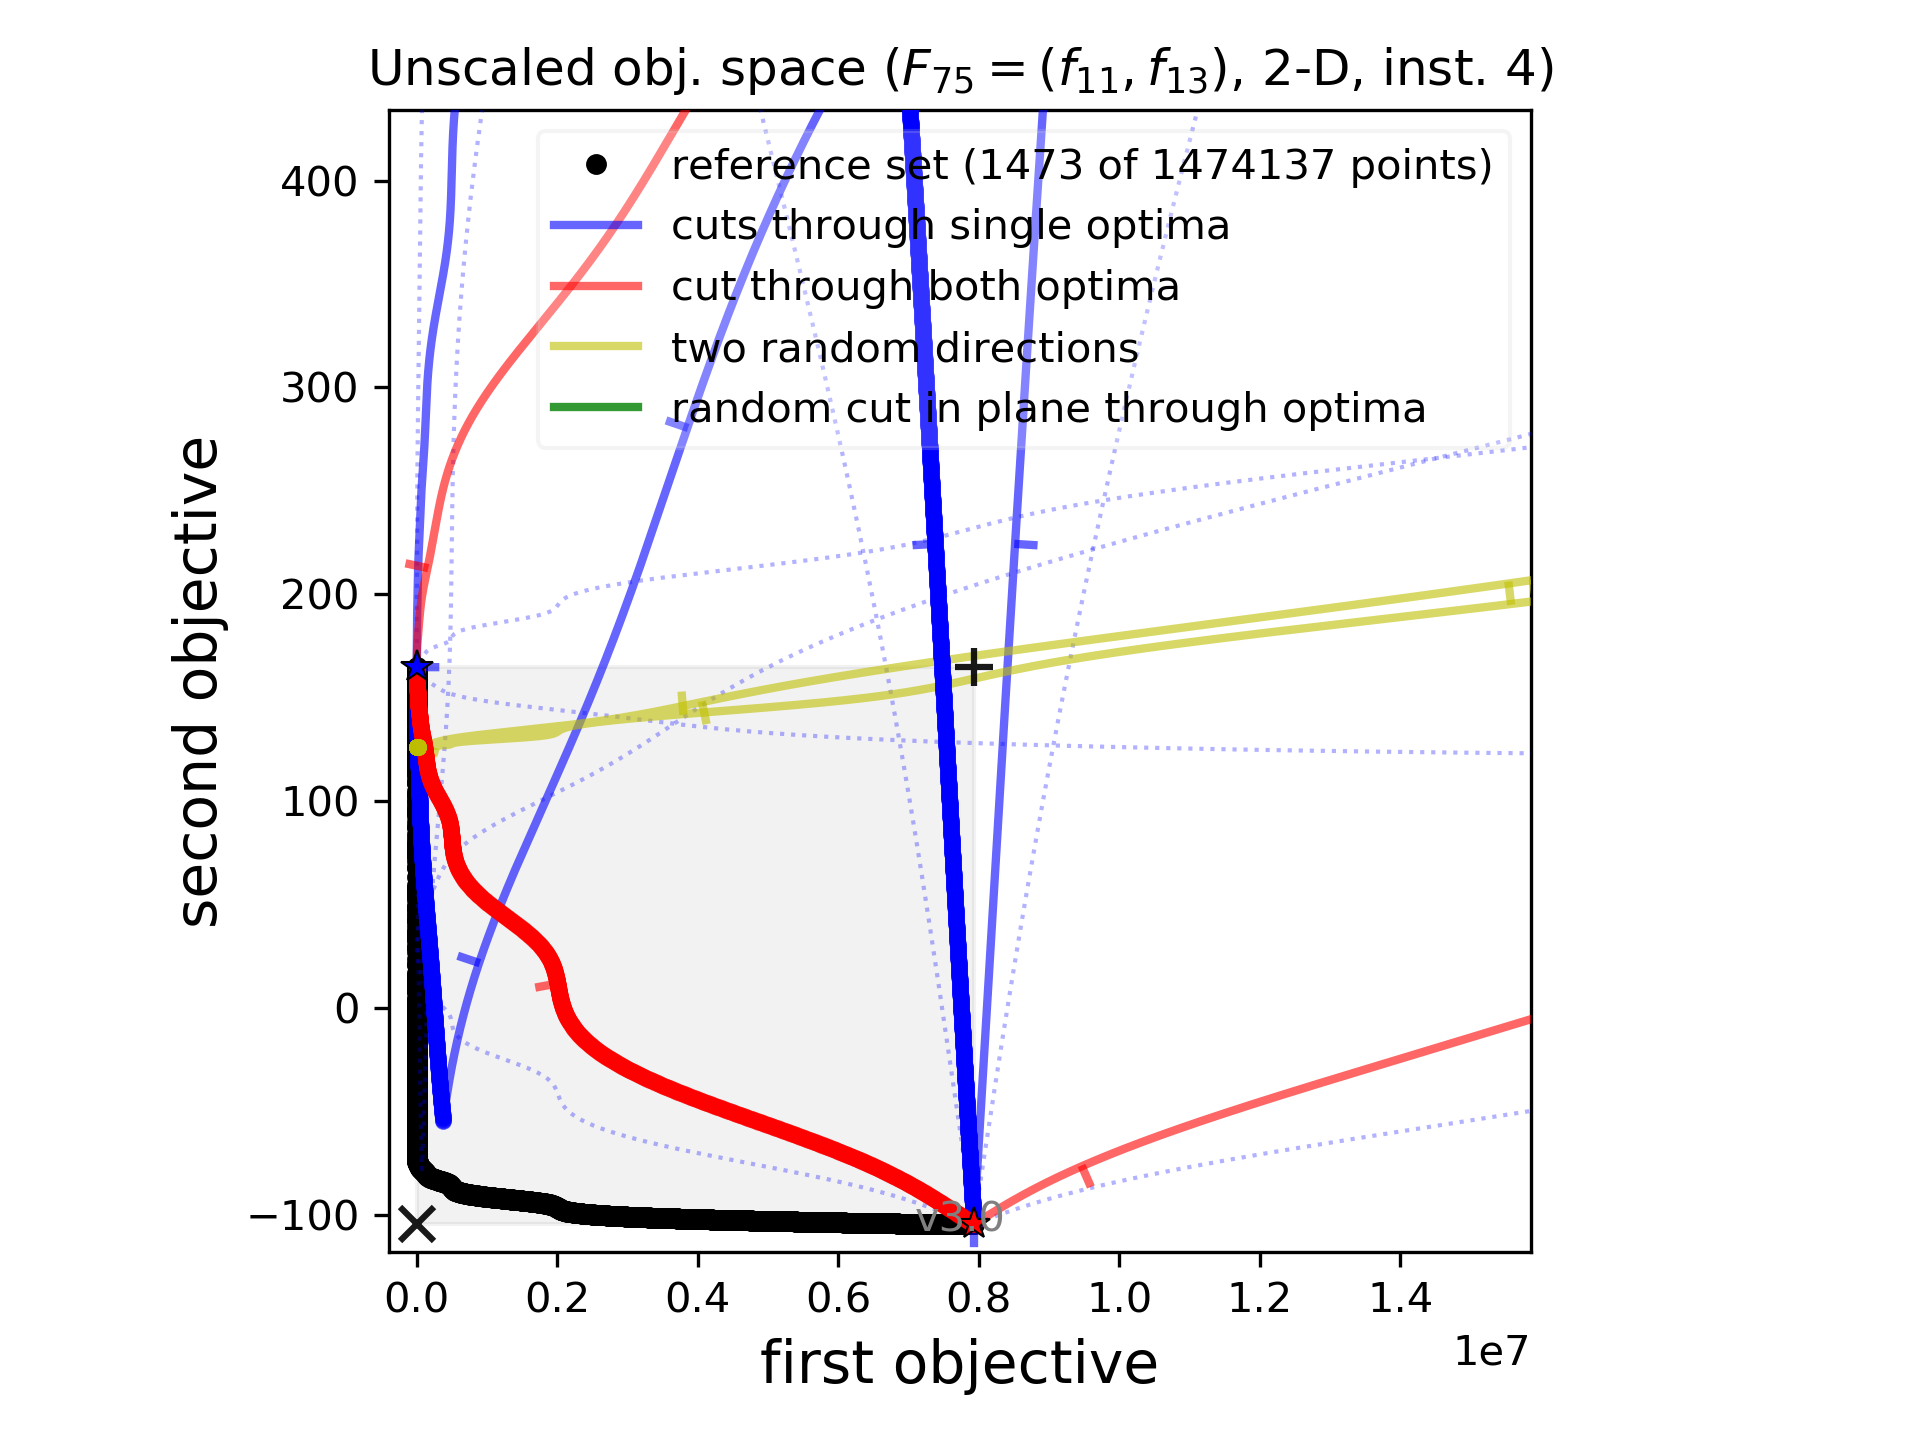 Unscaled obj. space (F75 = (f11, f13), 2-D, inst. 4)
reference set (1473 of 1474137 points)
cuts through single optima
cut through both optima
two random directions
random cut in plane through optima
400
300
200
100
0
−100
second objective
v3.0
0.0 0.2 0.4 0.6 0.8 1.0 1.2 1.4
1e7
first objective